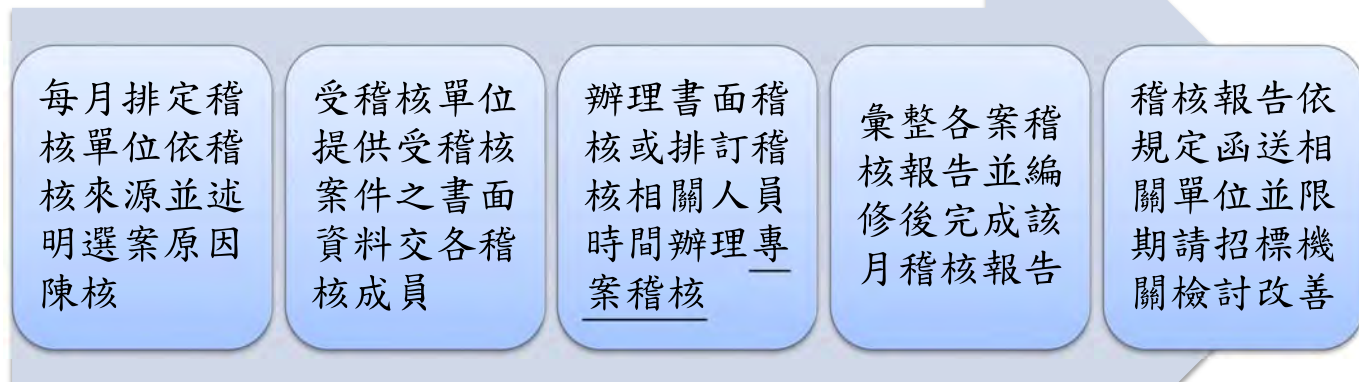 每月排定稽
核單位依稽
核來源並述
明選案原因
陳核
受稽核單位
提供受稽核
案件之書面
資料交各稽
核成員
辦理書面稽
核或排訂稽
核相關人員
時間辦理專
案稽核
彙整各案稽
核報告並編
修後完成該
月稽核報告
稽核報告依
規定函送相
關單位並限
期請招標機
關檢討改善